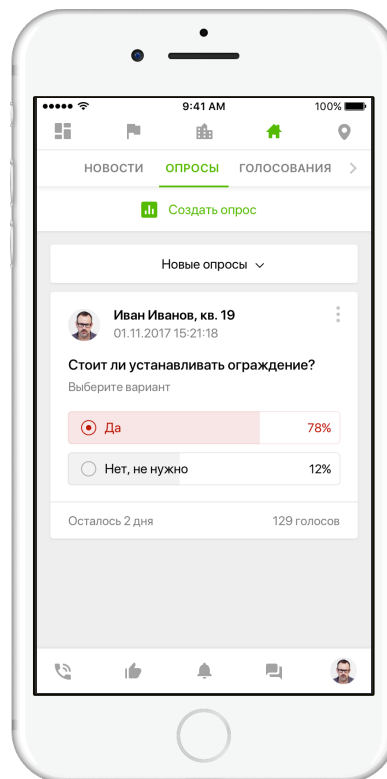 9:41 AM 100%
НОВОСТИ ОПРОСЫ ГОЛОСОВАНИЯ
Создать опрос
Новые опросы
Иван Иванов, кв. 19
01.11.2017 15:21:18
Стоит ли устанавливать ограждение?
Выберите вариант
Да 78%
Нет, не нужно 12%
Осталось 2 дня 129 голосов